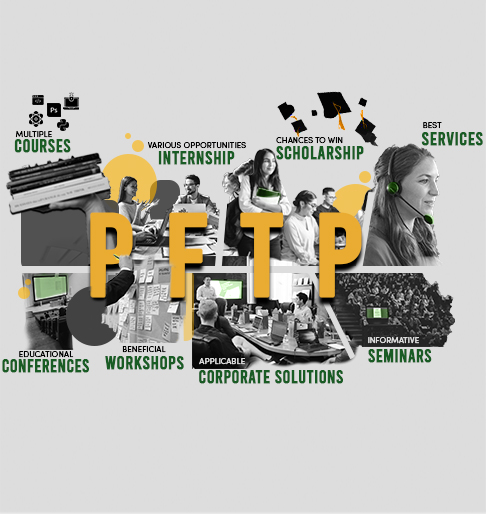 MULTIPLE
COURSES
Ps
VARIOUS OPPORTUNITIES
INTERNSHIP
CHANCES TO WIN
SCHOLARSHIP
BEST
SERVICES
PFTP
EDUCATIONAL
CONFERENCES
BENEFICIAL
WORKSHOPS
APPLICABLE
CORPORATE SOLUTIONS
INFORMATIVE
SEMINARS